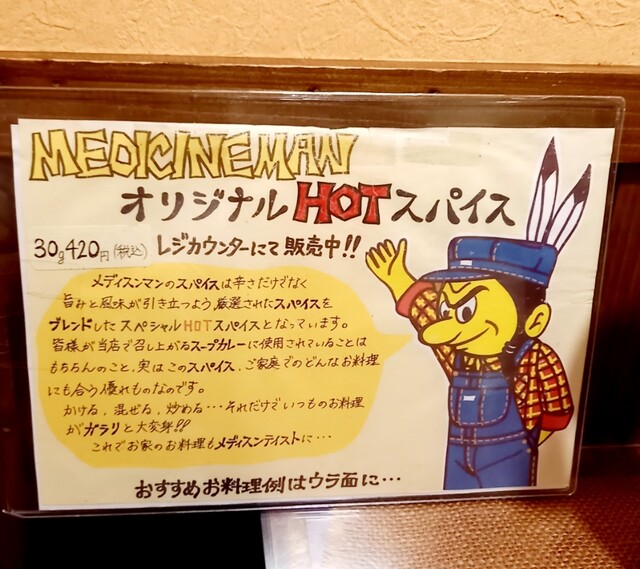 MEDICINEMAN
オリジナルHOTスパイス
30g420円(税込) レジカウンターにて販売中!!
メディスンマンのスパイスは辛さだけでなく
旨みと風味が引き立つよう厳選されたスパイスを
ブレンドしたスペシャルHOTスパイスとなっています。
皆様が当店で召し上がるスープカレーに使用されていることは
もちろんのこと、実はこのスパイス、ご家庭でのどんなお料理
にも合う優れものなのです。
かける、混ぜる、炒める…それだけでいつものお料理
がガラリと大変身!!
これでお家のお料理もメディスンテイストに…
おすすめお料理例はウラ面に…